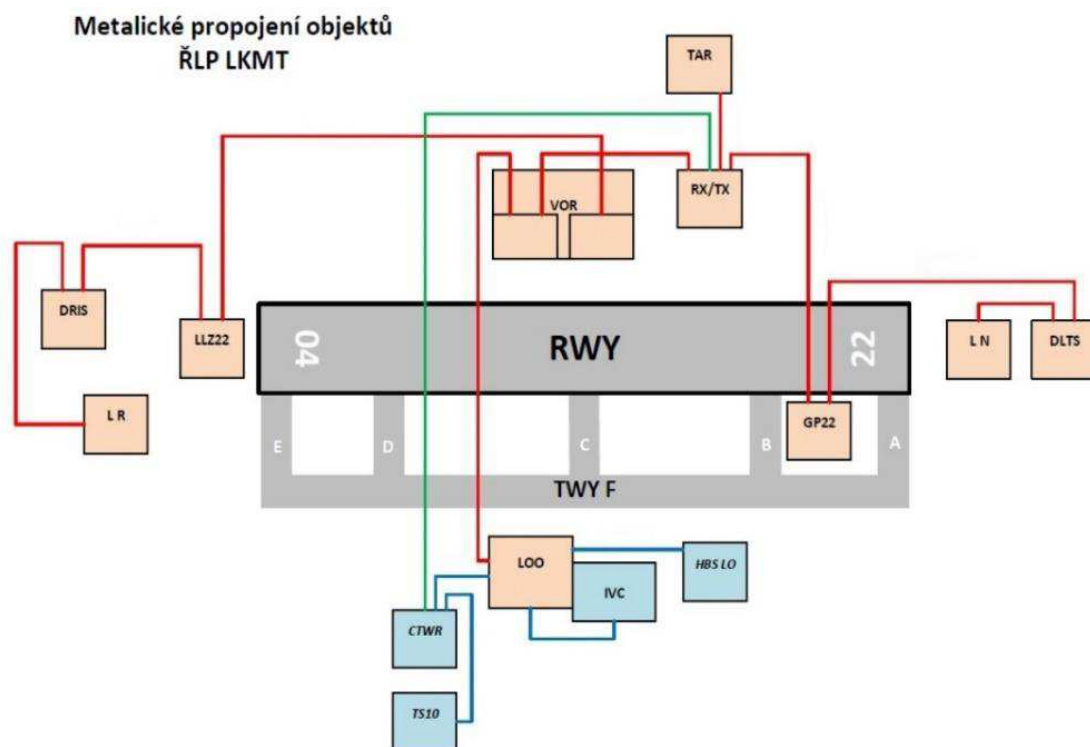 Metalické propojení objektů
ŘLP LKMT
TAR
RX/TX
VOR
DRIS
LLZ22
04
RWY
22
L N
DLTS
L R
GP22
E
D
C
B
A
TWY F
LOO
IVC
HBS LO
CTWR
TS10